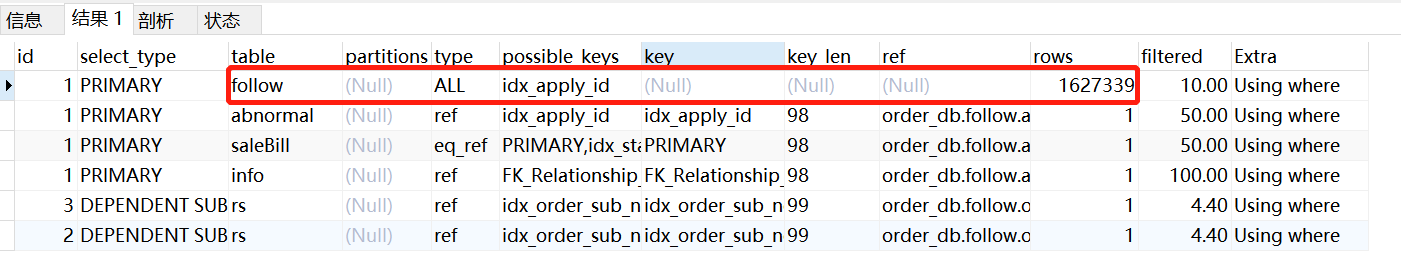 信息 结果 1 剖析 状态
id select_type table partitions type possible_keys key key_len ref rows filtered Extra
1 PRIMARY follow (Null) ALL idx_apply_id (Null) (Null) (Null) 1627339 10.00 Using where
1 PRIMARY abnormal (Null) ref idx_apply_id idx_apply_id 98 order_db.follow.a 1 50.00 Using where
1 PRIMARY saleBill (Null) eq_ref PRIMARY,idx_sta PRIMARY 98 order_db.follow.a 1 50.00 Using where
1 PRIMARY info (Null) ref FK_Relationship_ FK_Relationship_ 98 order_db.follow.a 1 100.00 Using where
3 DEPENDENT SUB rs (Null) ref idx_order_sub_n idx_order_sub_n 99 order_db.follow.o 1 4.40 Using where
2 DEPENDENT SUB rs (Null) ref idx_order_sub_n idx_order_sub_n 99 order_db.follow.o 1 4.40 Using where